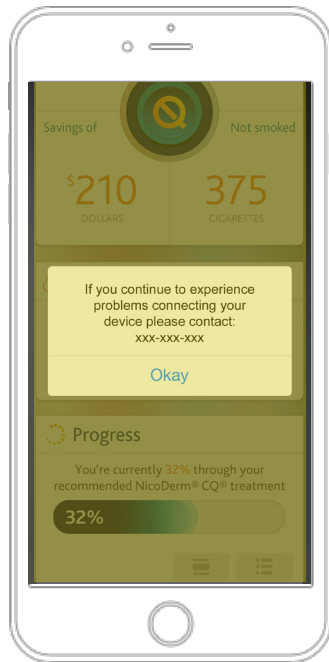 Savings of
Not smoked
$210
375
DOLLARS
CIGARETTES
If you continue to experience
problems connecting your
device please contact:
xxx-xxx-xxx
Okay
Progress
You're currently 32% through your
recommended NicoDerm® CQ® treatment
32%